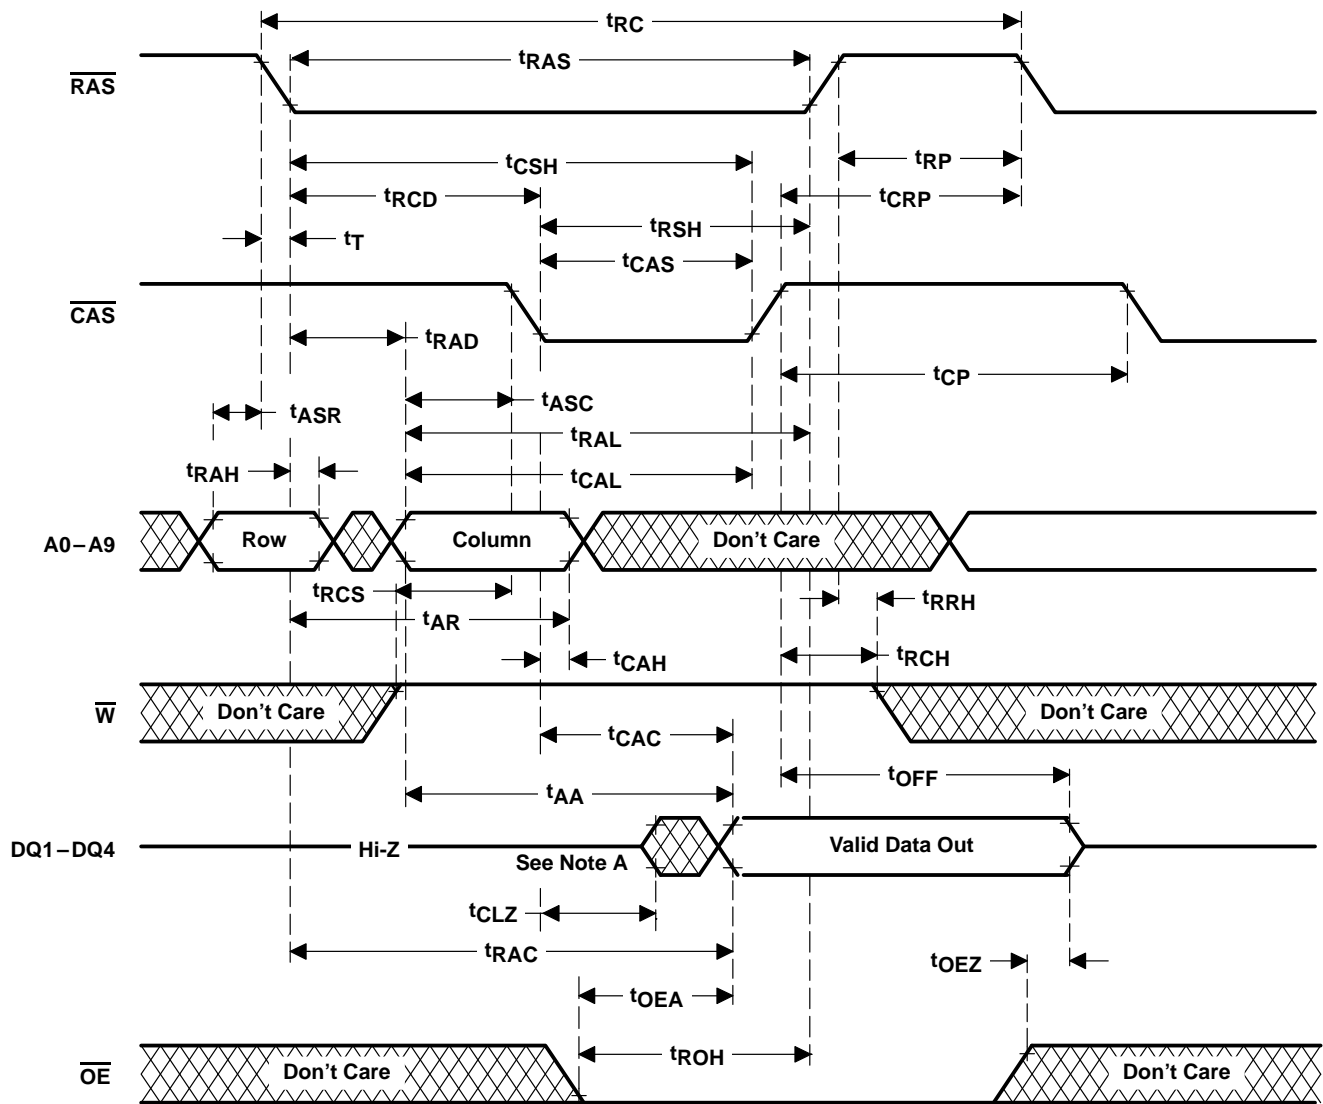 tRC
tRAS
RAS
tCSH
tRP
tRCD
tCRP
tRSH
tT
tCAS
CAS
tRAD
tCP
tASC
tASR
tRAL
tRAH
tCAL
A0–A9
Row
Column
Don't Care
tRCS
tRRH
tAR
tRCH
tCAH
W
Don't Care
Don't Care
tCAC
tOFF
tAA
DQ1–DQ4
Hi-Z
Valid Data Out
See Note A
tCLZ
tRAC
tOEZ
tOEA
tROH
OE
Don't Care
Don't Care